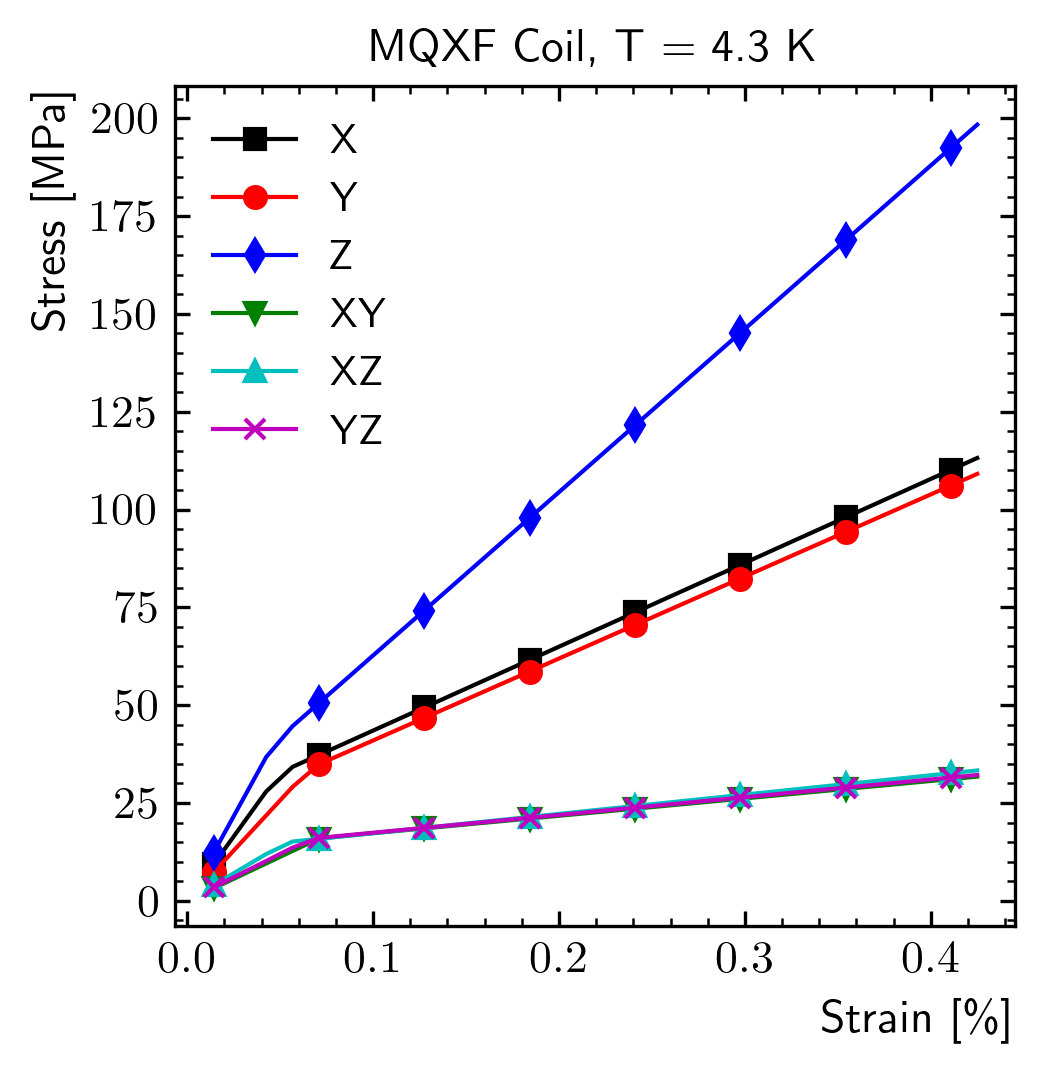 MQXF Coil, T = 4.3 K
Stress [MPa]
200
175
150
125
100
75
50
25
0
X
Y
Z
XY
XZ
YZ
0.0 0.1 0.2 0.3 0.4
Strain [%]